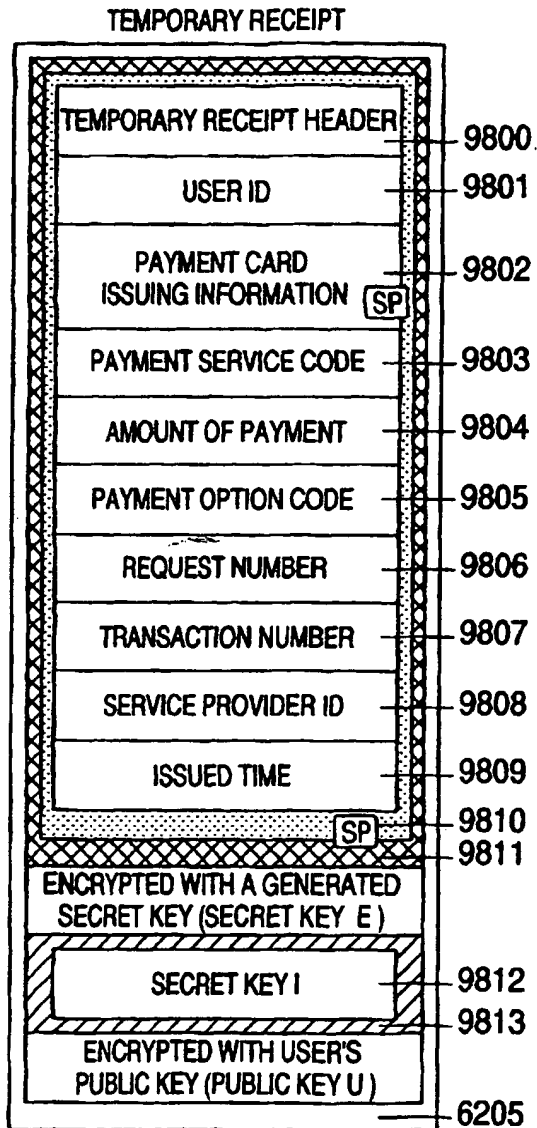 TEMPORARY RECEIPT
TEMPORARY RECEIPT HEADER
9800
USER ID
9801
PAYMENT CARD
ISSUING INFORMATION
SP
9802
PAYMENT SERVICE CODE
9803
AMOUNT OF PAYMENT
9804
PAYMENT OPTION CODE
9805
REQUEST NUMBER
9806
TRANSACTION NUMBER
9807
SERVICE PROVIDER ID
9808
ISSUED TIME
9809
SP
9810
9811
ENCRYPTED WITH A GENERATED
SECRET KEY (SECRET KEY E)
SECRET KEY I
9812
9813
ENCRYPTED WITH USER'S
PUBLIC KEY (PUBLIC KEY U)
6205